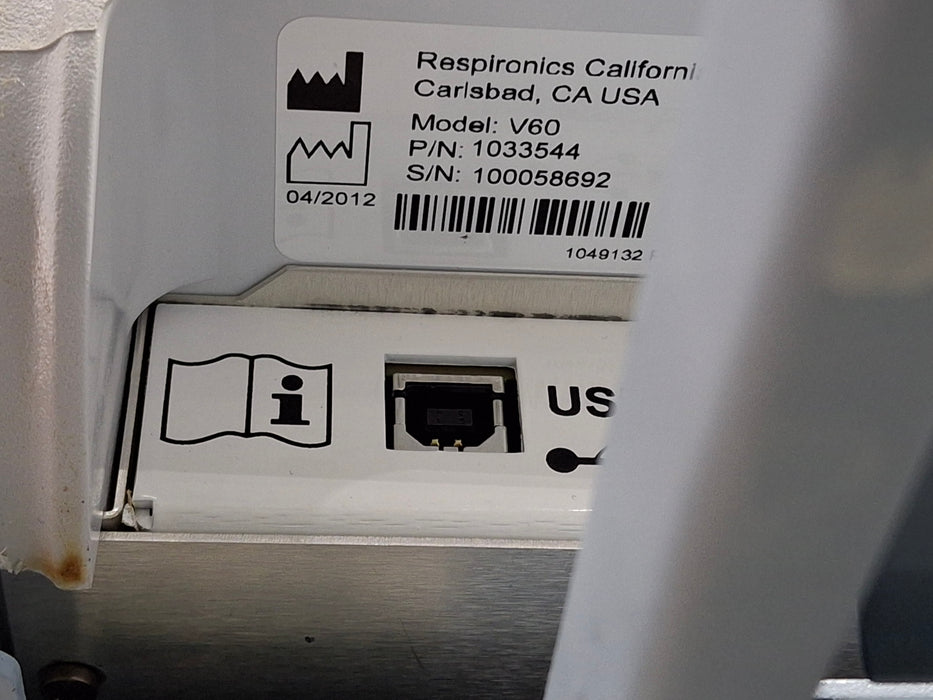 Respironics Californi
Carlsbad, CA USA
Model: V60
P/N: 1033544
S/N: 100058692
04/2012
1049132
i
US